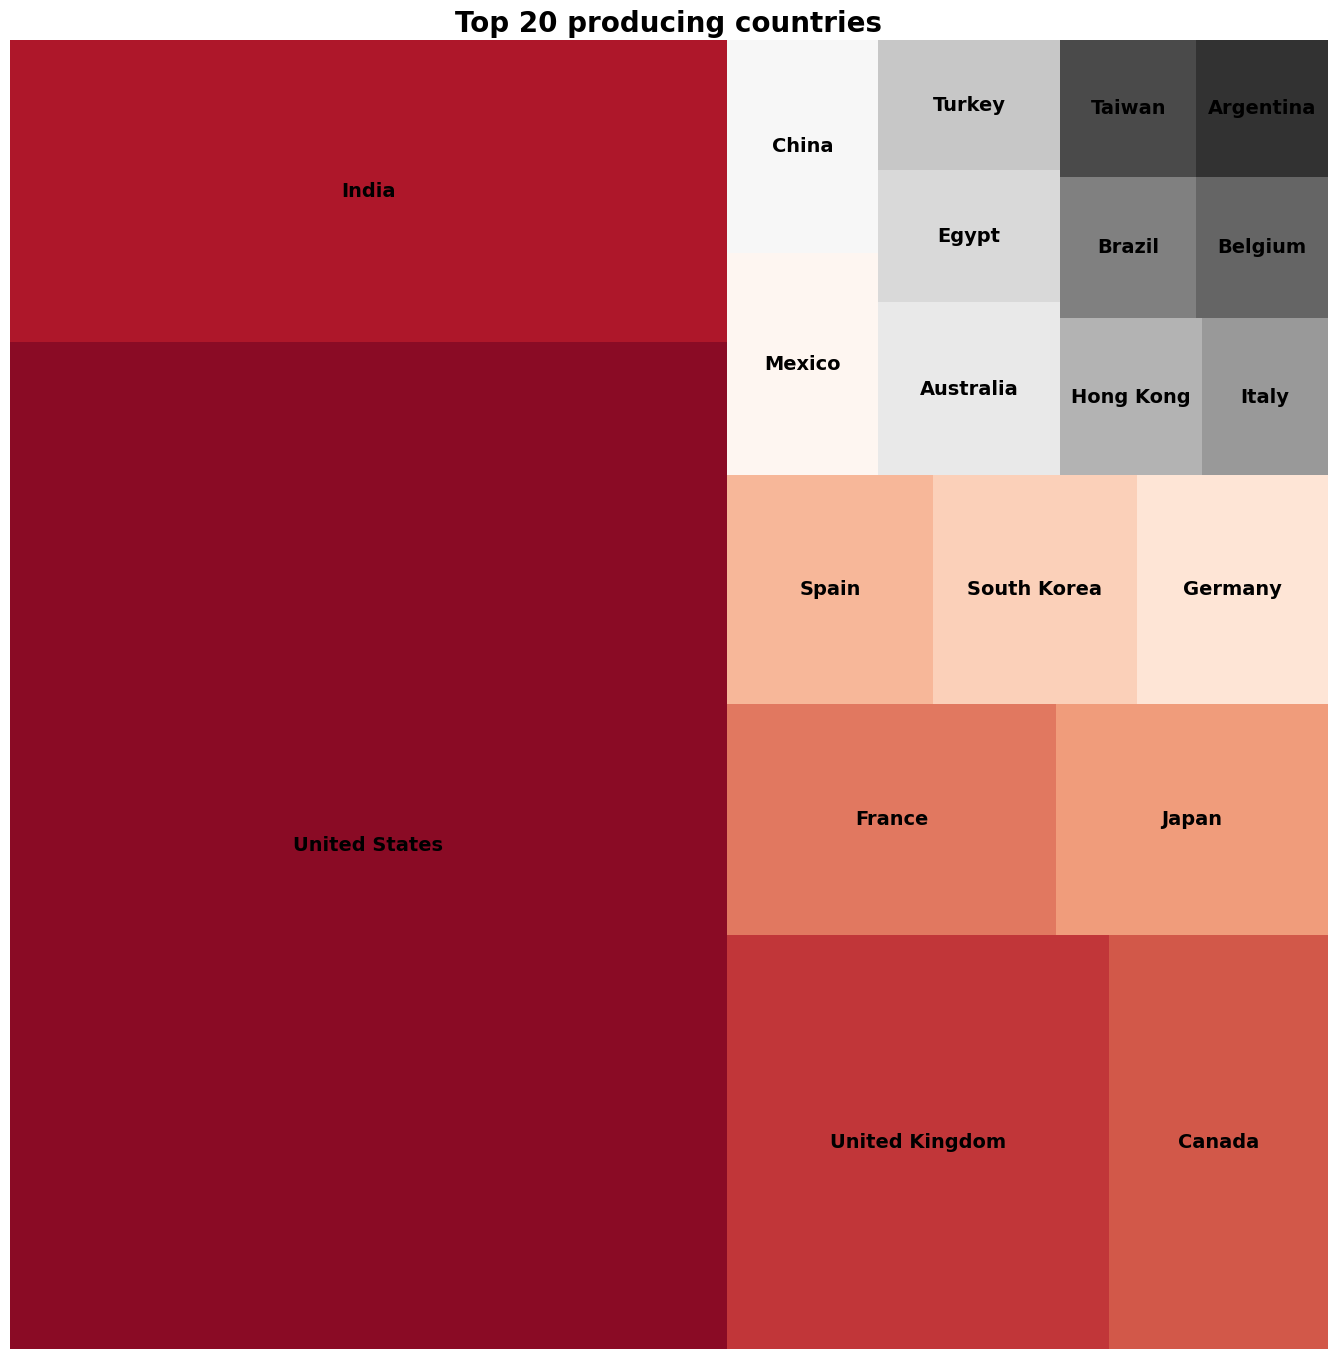 Top 20 producing countries
India
United States
China
Mexico
Turkey
Egypt
Australia
Taiwan
Argentina
Brazil
Belgium
Hong Kong
Italy
Spain
South Korea
Germany
France
Japan
United Kingdom
Canada